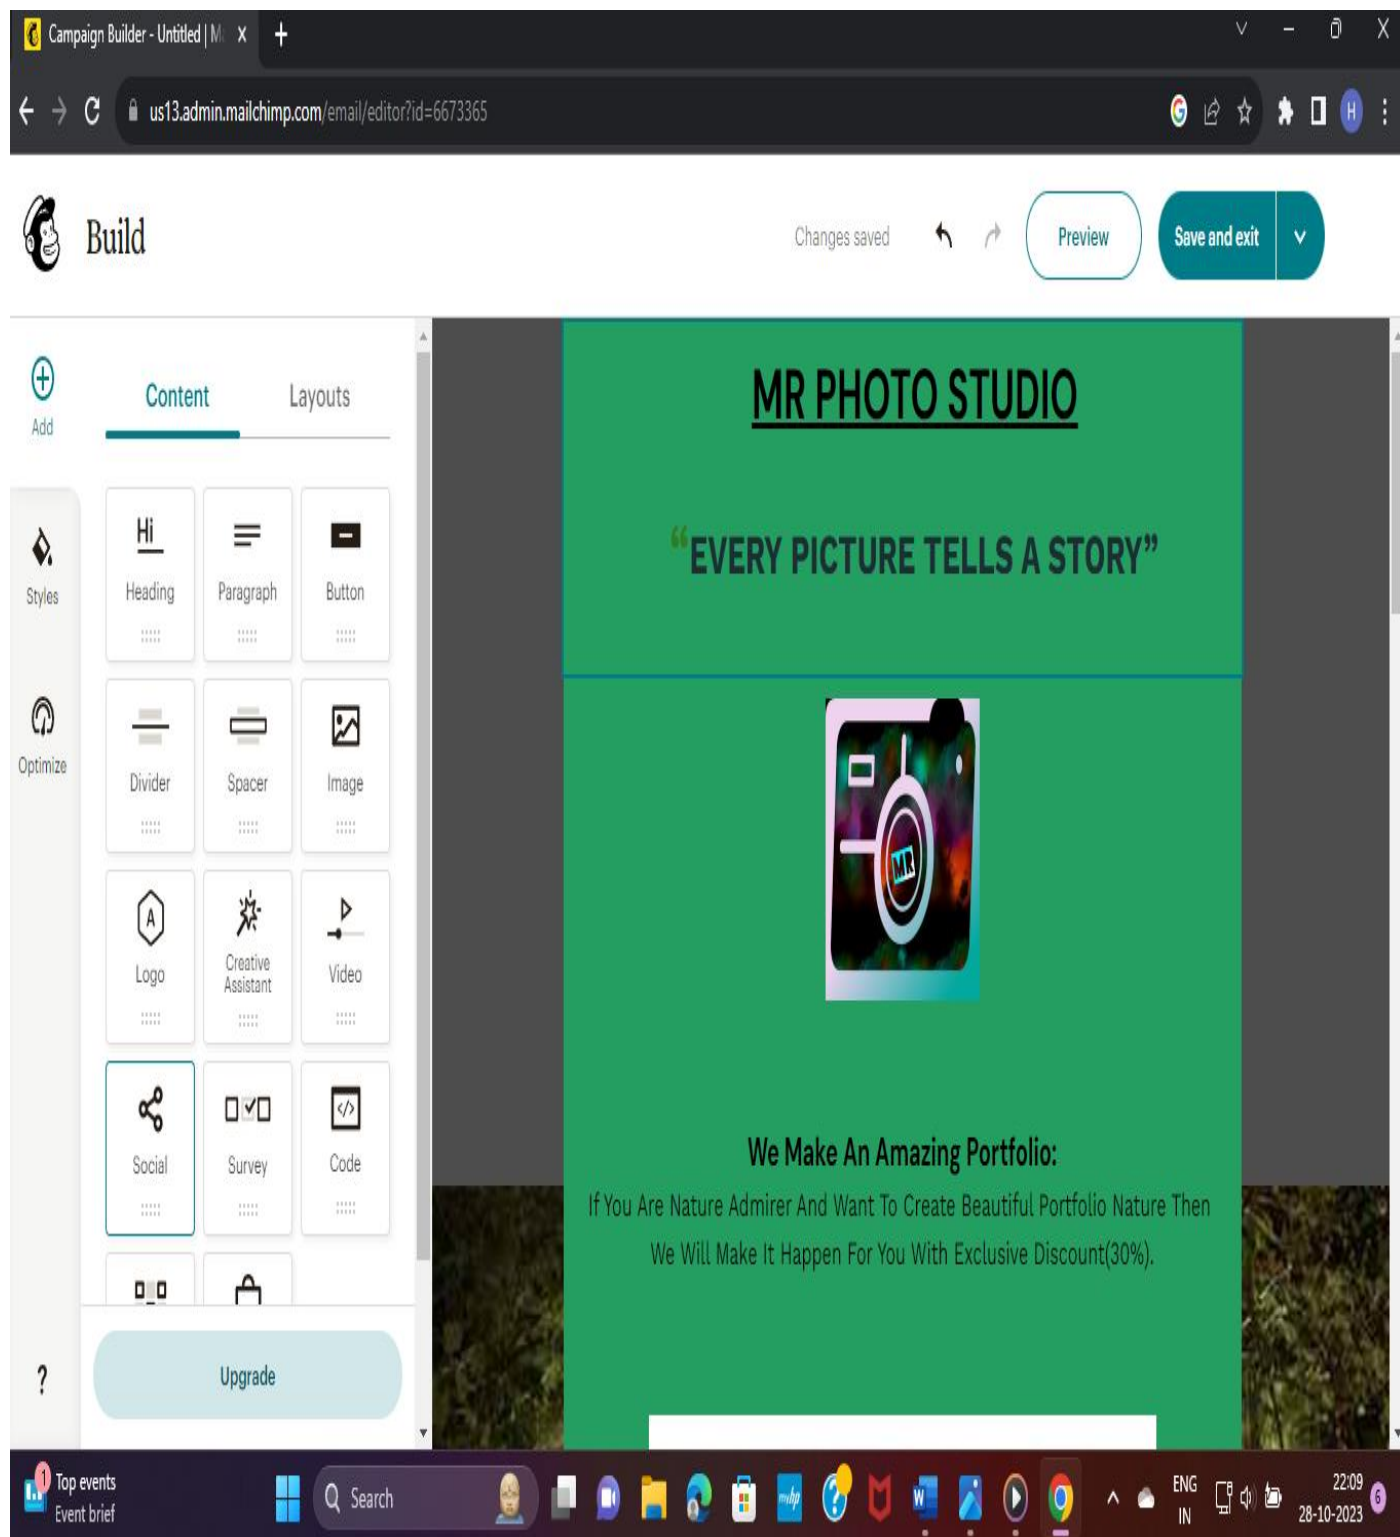 Campaign Builder - Untitled | M
us13.admin.mailchimp.com/email/editor?id=6673365
H
Build
Changes saved
Preview
Save and exit
Add
Content
Layouts
MR PHOTO STUDIO
“EVERY PICTURE TELLS A STORY”
Styles
Hi
Heading
Paragraph
Button
Optimize
Divider
Spacer
Image
MR
A
Logo
Creative
Assistant
Video
Social
Survey
</>
Code
We Make An Amazing Portfolio:
If You Are Nature Admirer And Want To Create Beautiful Portfolio Nature Then
We Will Make It Happen For You With Exclusive Discount(30%).
?
Upgrade
1
Top events
Event brief
Search
myhp
?
W
ENG
IN
22:09
28-10-2023
6